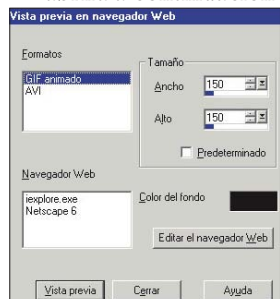 Vista previa en navegador Web
Formatos
GIF animado
AVI
Tamaño
Ancho 150
Alto 150
Predeterminado
Navegador Web
iexplore.exe
Netscape 6
Color del fondo
Editar el navegador Web
Vista previa Cerrar Ayuda